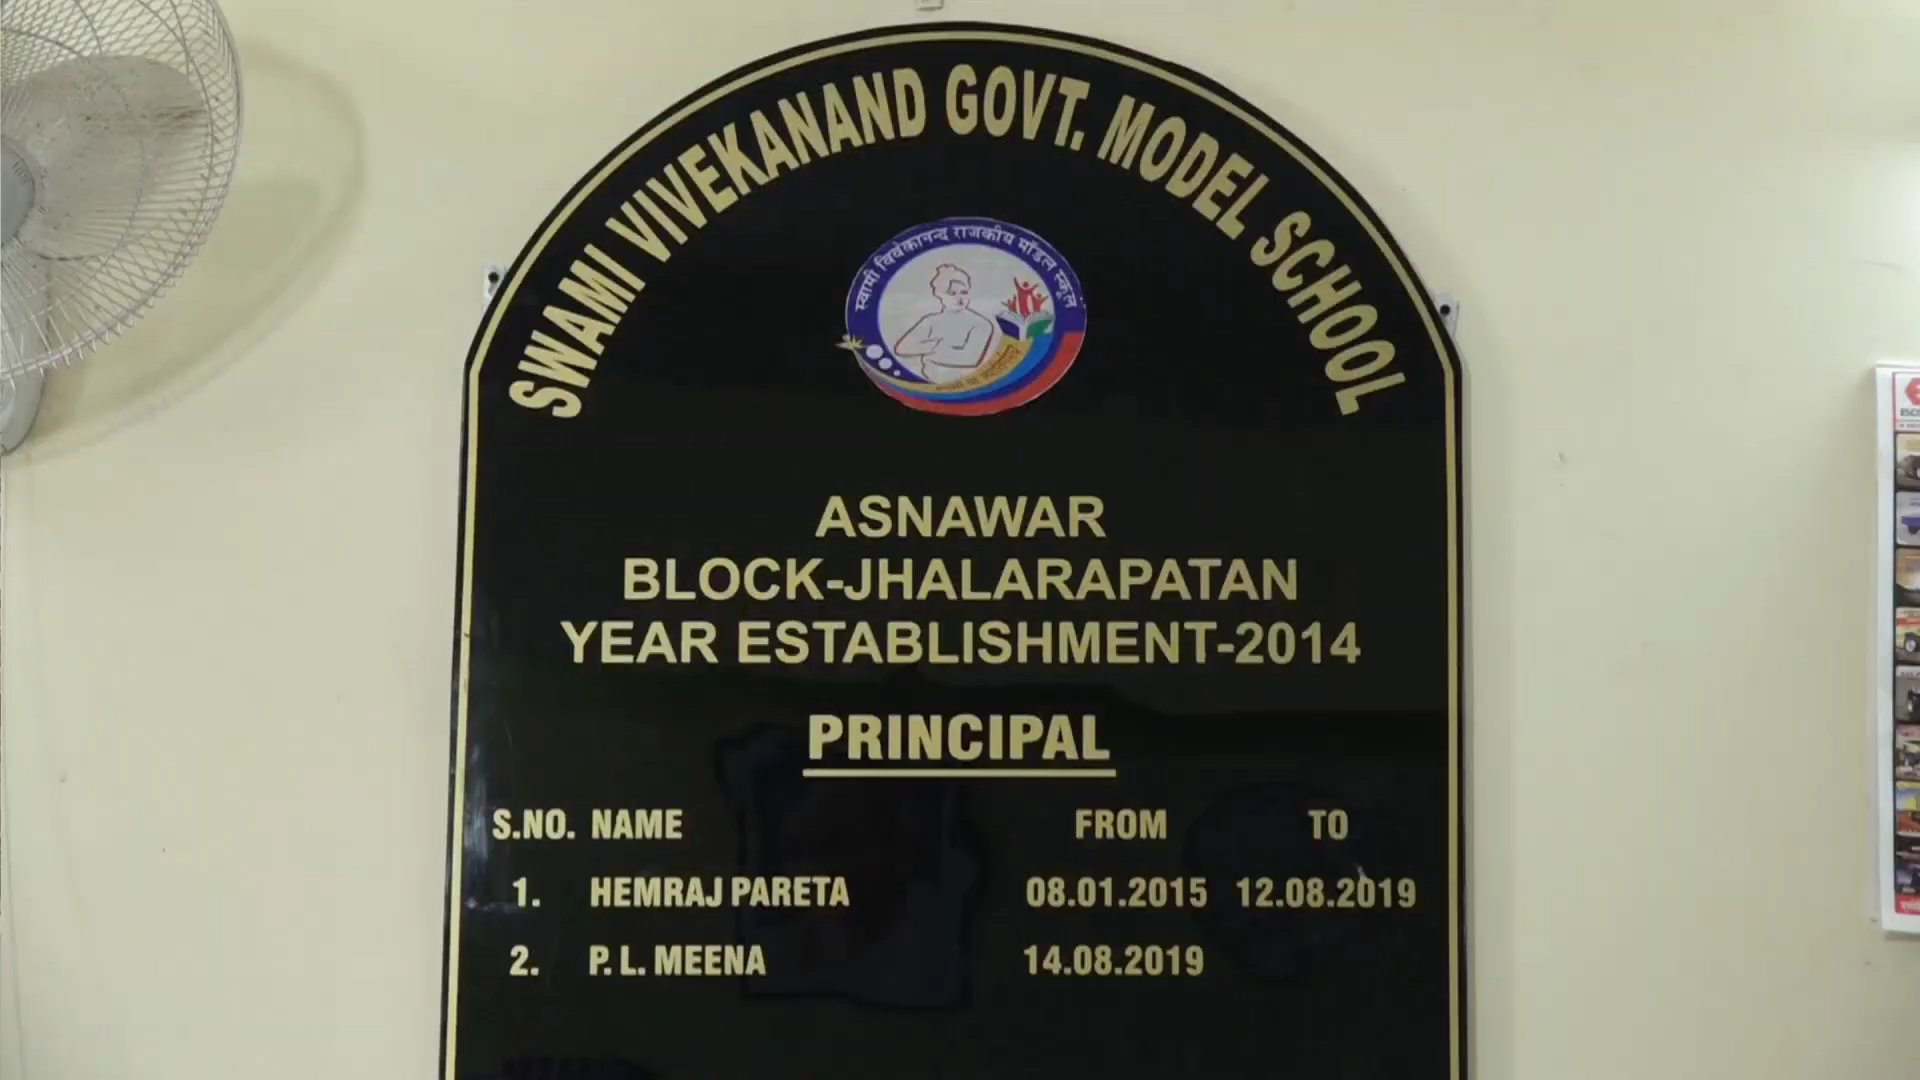 SWAMI VIVEKANAND GOVT. MODEL SCHOOL
स्वामी विवेकानन्द राजकीय मॉडल स्कूल
ASNAWAR
BLOCK-JHALARAPATAN
YEAR ESTABLISHMENT-2014
PRINCIPAL
S.NO. NAME FROM TO
1. HEMRAJ PARETA 08.01.2015 12.08.2019
2. P. L. MEENA 14.08.2019